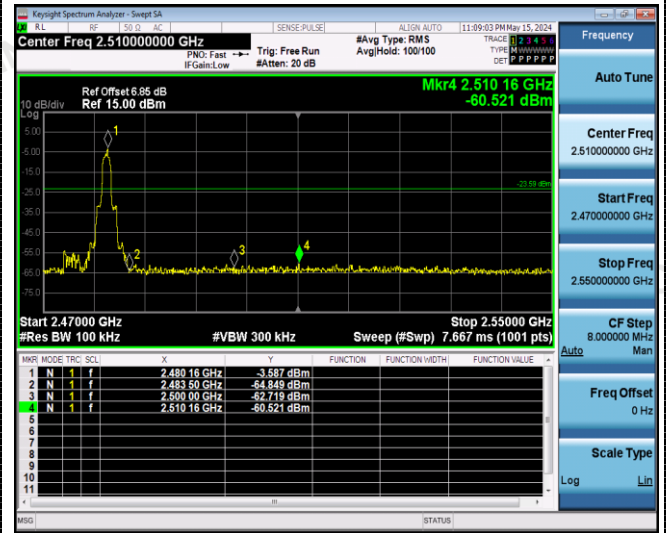 Keysight Spectrum Analyzer - Swept SA
RL RF 50 Ω AC SENSE:PULSE ALIGN AUTO 11:09:03 PM May 15, 2024
Center Freq 2.510000000 GHz
PNO: Fast
IFGain:Low
Trig: Free Run
#Atten: 20 dB
#Avg Type: RMS
Avg|Hold: 100/100
TRACE 1 2 3 4 5 6
TYPE M WWWWW
DET P P P P P P
Ref Offset 6.85 dB
Ref 15.00 dBm
10 dB/div
Log
Mkr4 2.510 16 GHz
-60.521 dBm
5.00
-5.00
-15.0
-25.0
-35.0
-45.0
-55.0
-65.0
-75.0
1
2
3
4
-23.59 dBm
Start 2.47000 GHz Stop 2.55000 GHz
#Res BW 100 kHz #VBW 300 kHz Sweep (#Swp) 7.667 ms (1001 pts)
MKR MODE TRC SCL X Y FUNCTION FUNCTION WIDTH FUNCTION VALUE
1 N 1 f 2.480 16 GHz -3.587 dBm
2 N 1 f 2.483 50 GHz -64.849 dBm
3 N 1 f 2.500 00 GHz -62.719 dBm
4 N 1 f 2.510 16 GHz -60.521 dBm
5
6
7
8
9
10
11
MSG STATUS
Frequency
Auto Tune
Center Freq
2.510000000 GHz
Start Freq
2.470000000 GHz
Stop Freq
2.550000000 GHz
CF Step
8.000000 MHz
Auto Man
Freq Offset
0 Hz
Scale Type
Log Lin